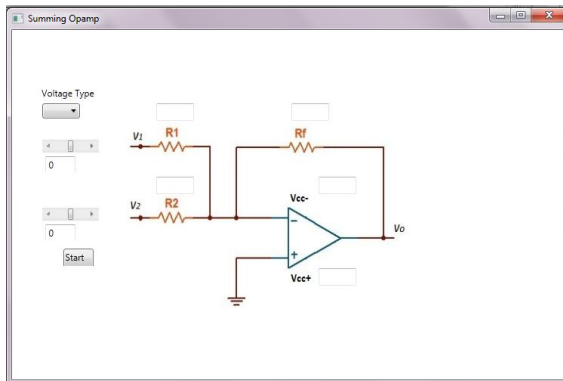 Summing Opamp
Voltage Type
V1
R1
Rf
0
V2
R2
Vcc-
0
−
Vo
Start
+
Vcc+